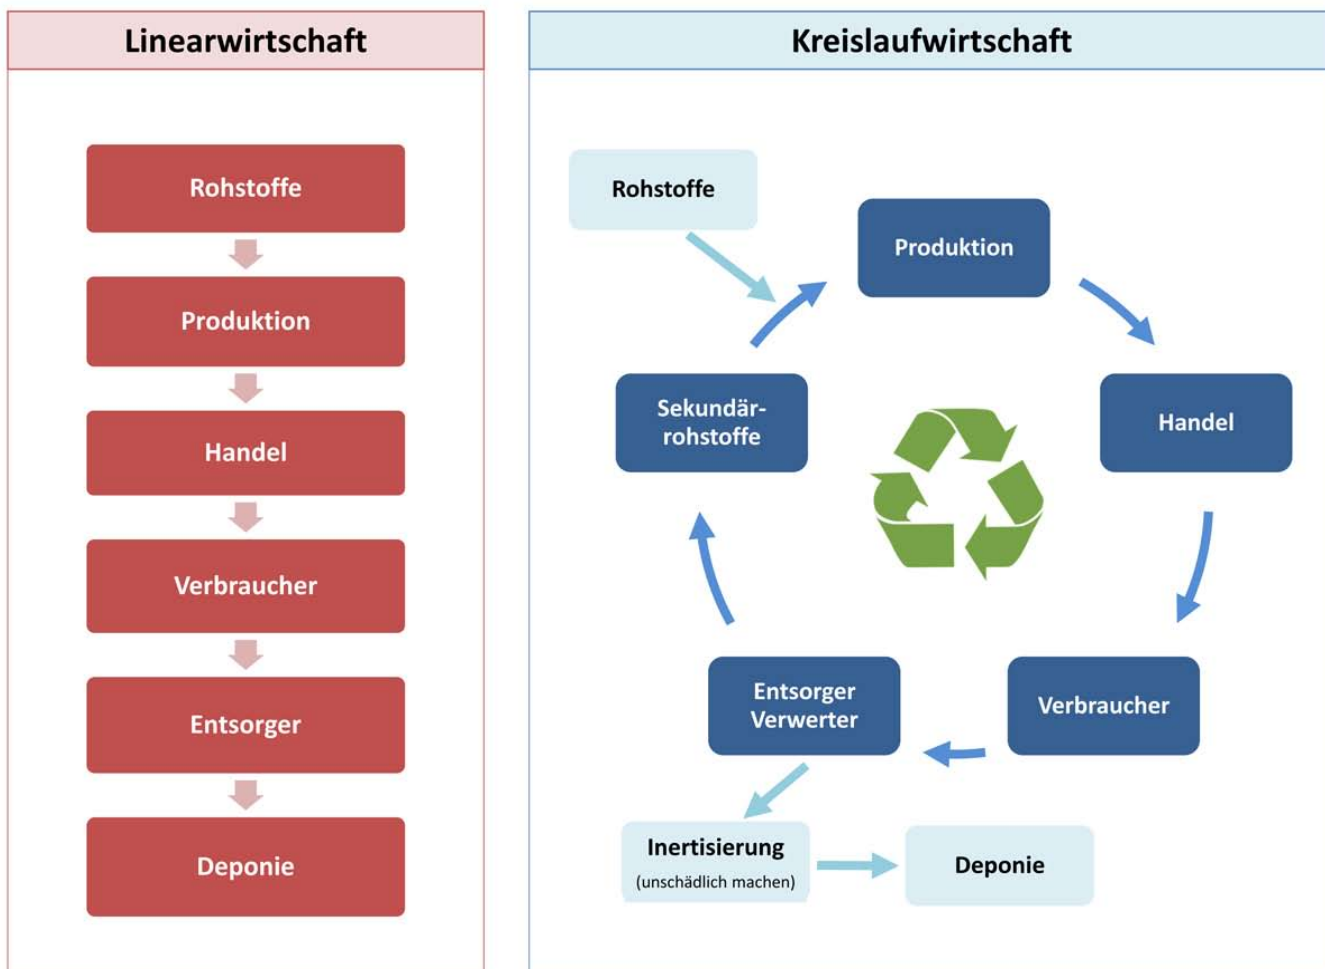 Linearwirtschaft
Rohstoffe
Produktion
Handel
Verbraucher
Entsorger
Deponie
Kreislaufwirtschaft
Rohstoffe
Produktion
Sekundär-
rohstoffe
Handel
Entsorger
Verwerter
Verbraucher
Inertisierung
(unschädlich machen)
Deponie